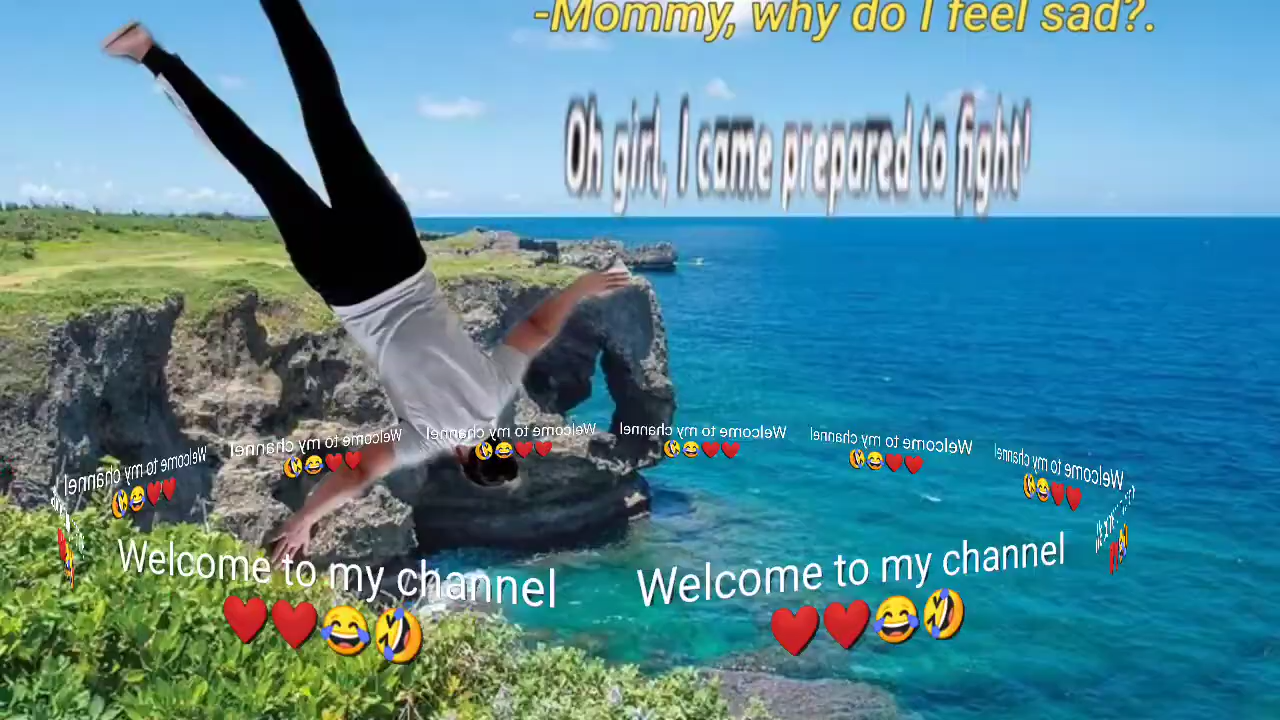 -Mommy, why do I feel sad?.
Oh girl, I came prepared to fight!
Welcome to my channel
🤣😂❤️❤️
Welcome to my channel
🤣😂❤️❤️
Welcome to my channel
🤣😂❤️❤️
Welcome to my channel
🤣😂❤️❤️
Welcome to my channel
🤣😂❤️❤️
Welcome to my channel
🤣😂❤️❤️
Welcome to my channel
❤️❤️😂🤣
Welcome to my channel
❤️❤️😂🤣